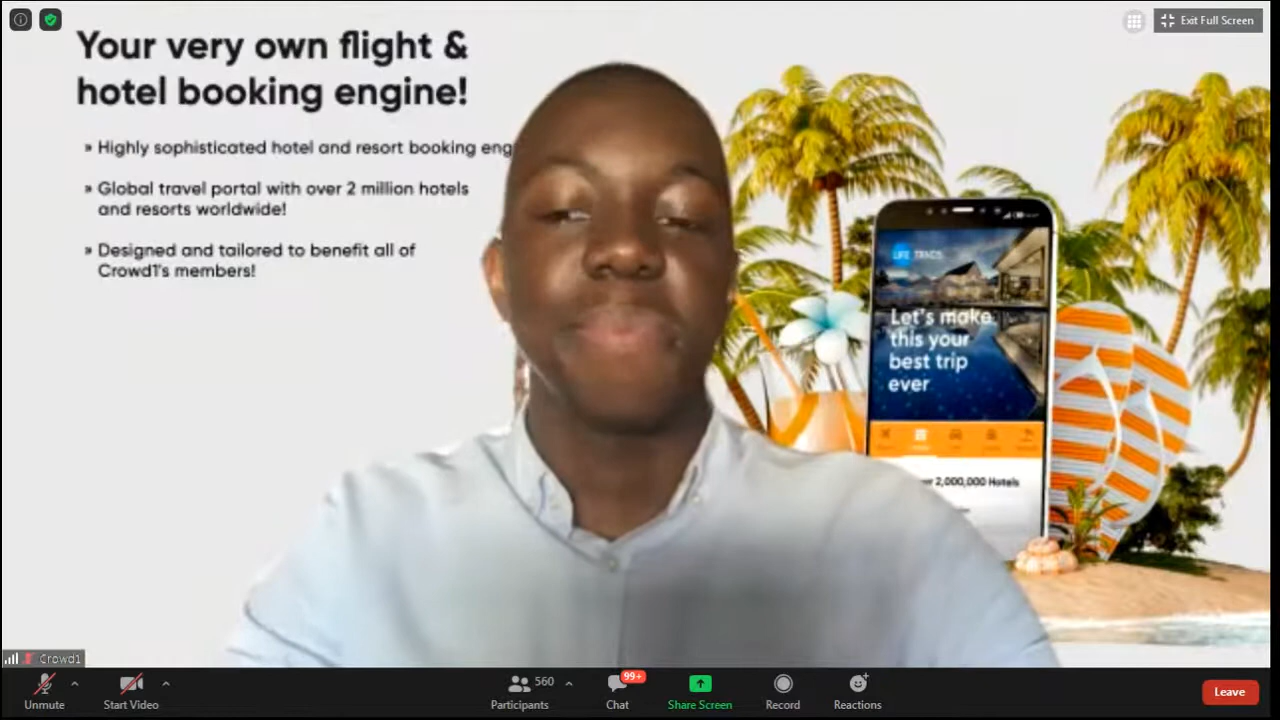 Exit Full Screen
Your very own flight &
hotel booking engine!
» Highly sophisticated hotel and resort booking eng
» Global travel portal with over 2 million hotels
and resorts worldwide!
» Designed and tailored to benefit all of
Crowd1's members!
LIFE TRNDS
Let's make
this your
best trip
ever
2,000,000 Hotels
Crowd1
Unmute
Start Video
560
Participants
99+
Chat
Share Screen
Record
Reactions
Leave